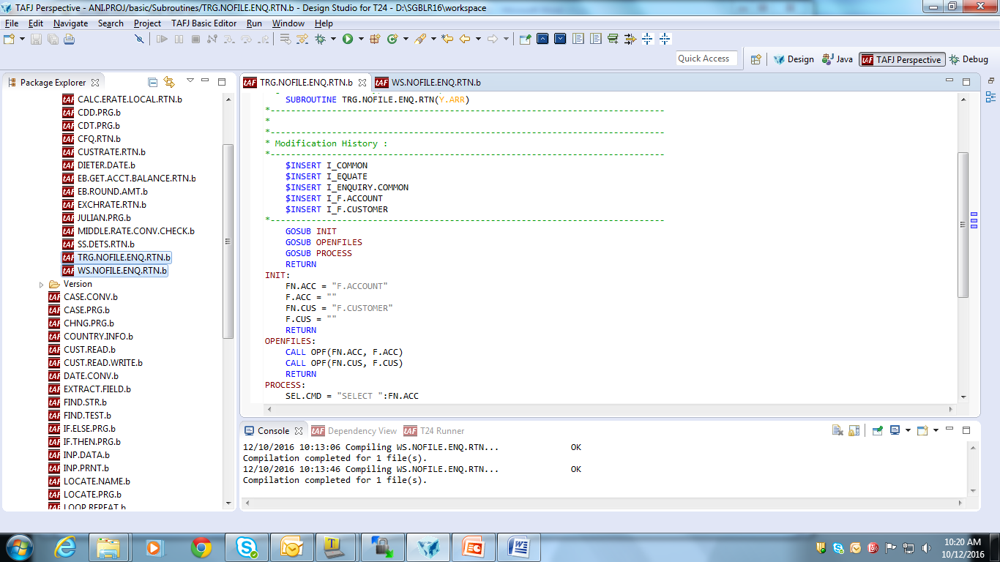 TAFJ Perspective - ANI.PROJ/basic/Subroutines/TRG.NOFILE.ENQ.RTN.b - Design Studio for T24 - D:\SGBLR16\workspace
File Edit Navigate Search Project TAFJ Basic Editor Run Window Help
Quick Access
Design Java TAFJ Perspective Debug
Package Explorer
CALC.ERATE.LOCAL.RTN.b
CDD.PRG.b
CDT.PRG.b
CFQ.RTN.b
CUSTRATE.RTN.b
DIETER.DATE.b
EB.GET.ACCT.BALANCE.RTN.b
EB.ROUND.AMT.b
EXCHRATE.RTN.b
JULIAN.PRG.b
MIDDLE.RATE.CONV.CHECK.b
SS.DETS.RTN.b
TRG.NOFILE.ENQ.RTN.b
WS.NOFILE.ENQ.RTN.b
Version
CASE.CONV.b
CASE.PRG.b
CHNG.PRG.b
COUNTRY.INFO.b
CUST.READ.b
CUST.READ.WRITE.b
DATE.CONV.b
EXTRACT.FIELD.b
FIND.STR.b
FIND.TEST.b
IF.ELSE.PRG.b
IF.THEN.PRG.b
INP.DATA.b
INP.PRNT.b
LOCATE.NAME.b
LOCATE.PRG.b
LOOP.REPEAT.b
TRG.NOFILE.ENQ.RTN.b WS.NOFILE.ENQ.RTN.b
SUBROUTINE TRG.NOFILE.ENQ.RTN(Y.ARR)
*--------------------------------------------------------------------------------
*
*--------------------------------------------------------------------------------
* Modification History :
*--------------------------------------------------------------------------------
$INSERT I_COMMON
$INSERT I_EQUATE
$INSERT I_ENQUIRY.COMMON
$INSERT I_F.ACCOUNT
$INSERT I_F.CUSTOMER
*--------------------------------------------------------------------------------
GOSUB INIT
GOSUB OPENFILES
GOSUB PROCESS
RETURN
INIT:
FN.ACC = "F.ACCOUNT"
F.ACC = ""
FN.CUS = "F.CUSTOMER"
F.CUS = ""
RETURN
OPENFILES:
CALL OPF(FN.ACC, F.ACC)
CALL OPF(FN.CUS, F.CUS)
RETURN
PROCESS:
SEL.CMD = "SELECT ":FN.ACC
Console Dependency View T24 Runner
12/10/2016 10:13:06 Compiling WS.NOFILE.ENQ.RTN... OK
Compilation completed for 1 file(s).
12/10/2016 10:13:46 Compiling WS.NOFILE.ENQ.RTN... OK
Compilation completed for 1 file(s).
10:20 AM
10/12/2016